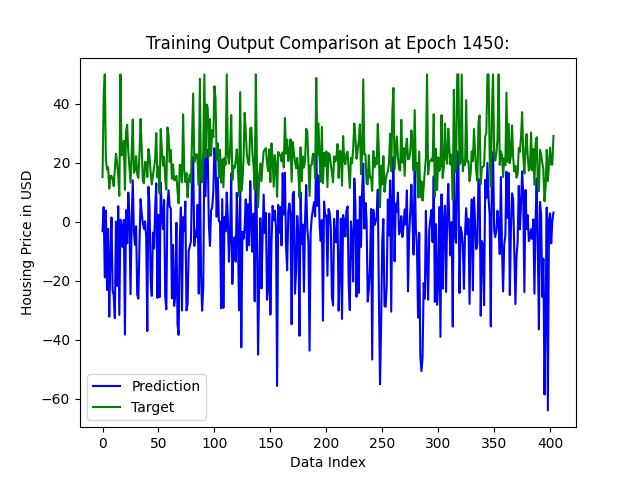 Training Output Comparison at Epoch 1450:
Housing Price in USD
40
20
0
−20
−40
−60
Prediction
Target
0 50 100 150 200 250 300 350 400
Data Index